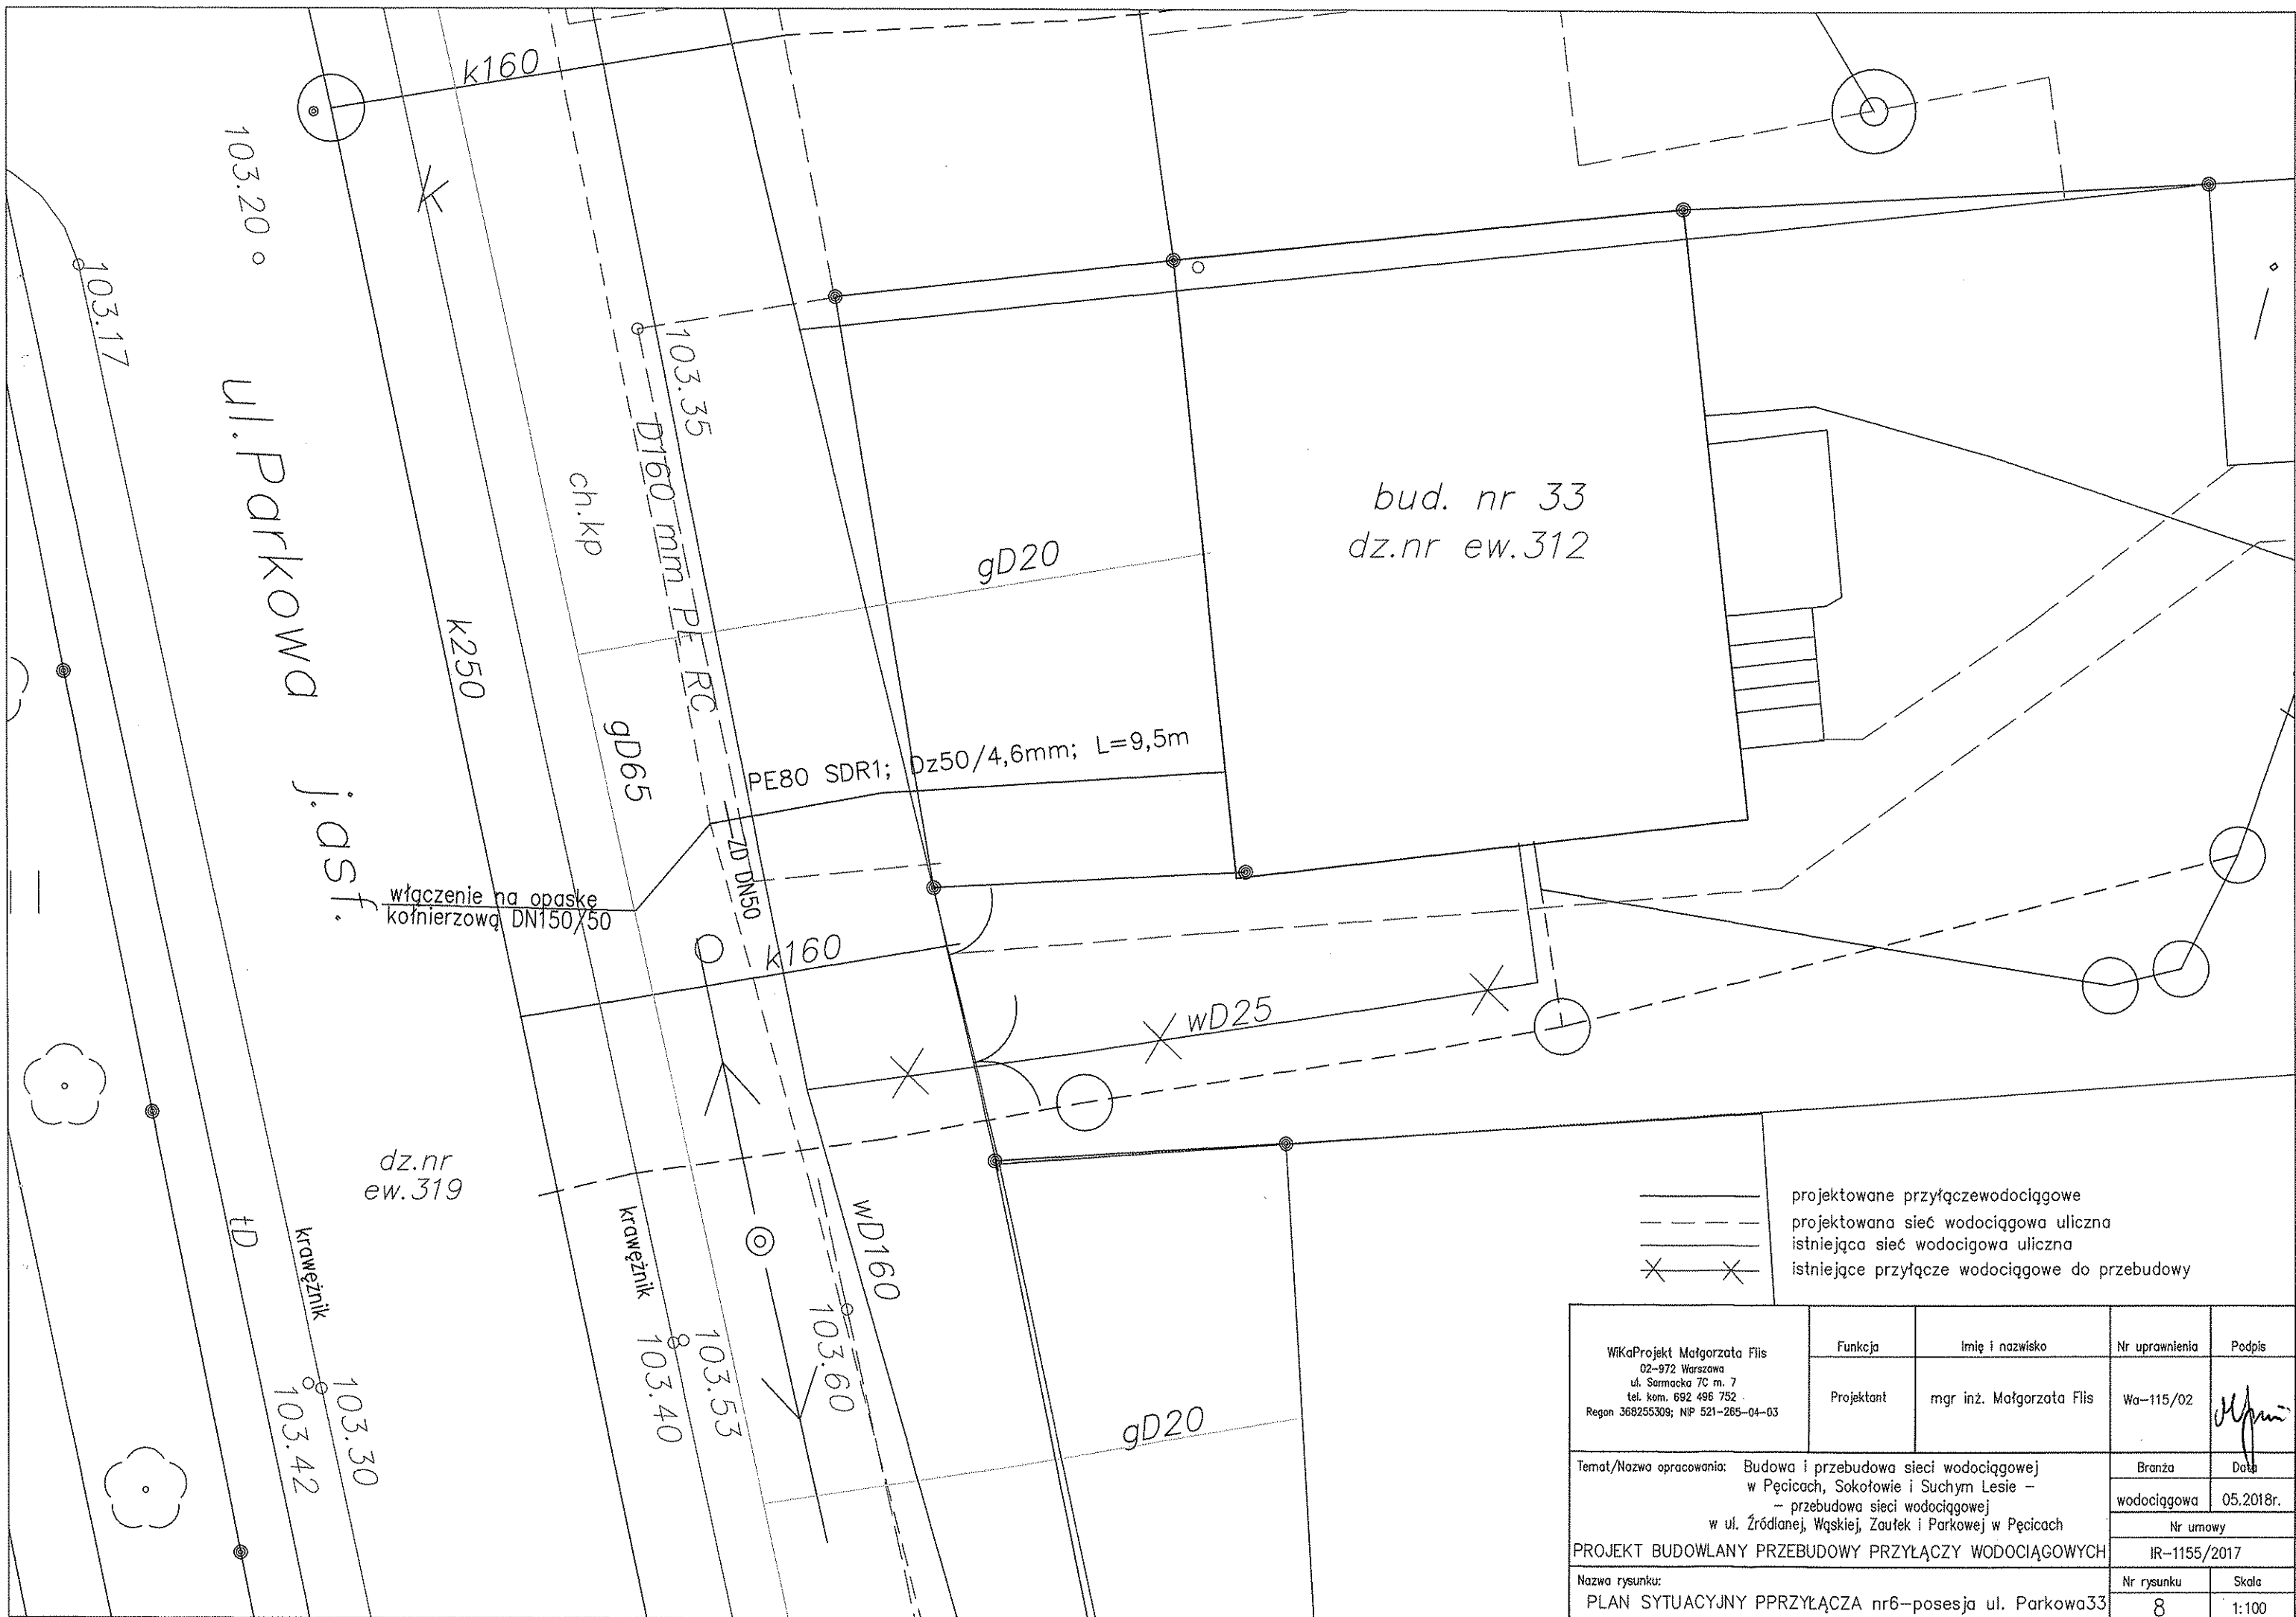 k160
103.20
k
103.17
103.35
ul.Parkowa j.asf.
D160 mm PE RC
ch.kp
bud. nr 33
dz.nr ew.312
gD20
k250
gD65
PE80 SDR1; Dz50/4,6mm; L=9,5m
ZD DN50
włączenie na opaskę
kołnierzową DN150/50
k160
wD25
dz.nr
ew.319
tD
krawężnik
krawężnik
wD160
103.60
103.53
103.40
103.30
103.42
gD20
projektowane przyłączewodociągowe
projektowana sieć wodociągowa uliczna
istniejąca sieć wodocigowa uliczna
istniejące przyłącze wodociągowe do przebudowy
WiKaProjekt Małgorzata Flis
02-972 Warszawa
ul. Sarmacka 7C m. 7
tel. kom. 692 496 752
Regon 368255309; NIP 521-265-04-03
Funkcja
Imię i nazwisko
Nr uprawnienia
Podpis
Projektant
mgr inż. Małgorzata Flis
Wa-115/02
Temat/Nazwa opracowania: Budowa i przebudowa sieci wodociągowej
w Pęcicach, Sokołowie i Suchym Lesie -
- przebudowa sieci wodociągowej
w ul. Źródlanej, Wąskiej, Zaułek i Parkowej w Pęcicach
PROJEKT BUDOWLANY PRZEBUDOWY PRZYŁĄCZY WODOCIĄGOWYCH
Branża
Data
wodociągowa
05.2018r.
Nr umowy
IR-1155/2017
Nazwa rysunku:
PLAN SYTUACYJNY PPRZYŁĄCZA nr6-posesja ul. Parkowa33
Nr rysunku
Skala
8
1:100